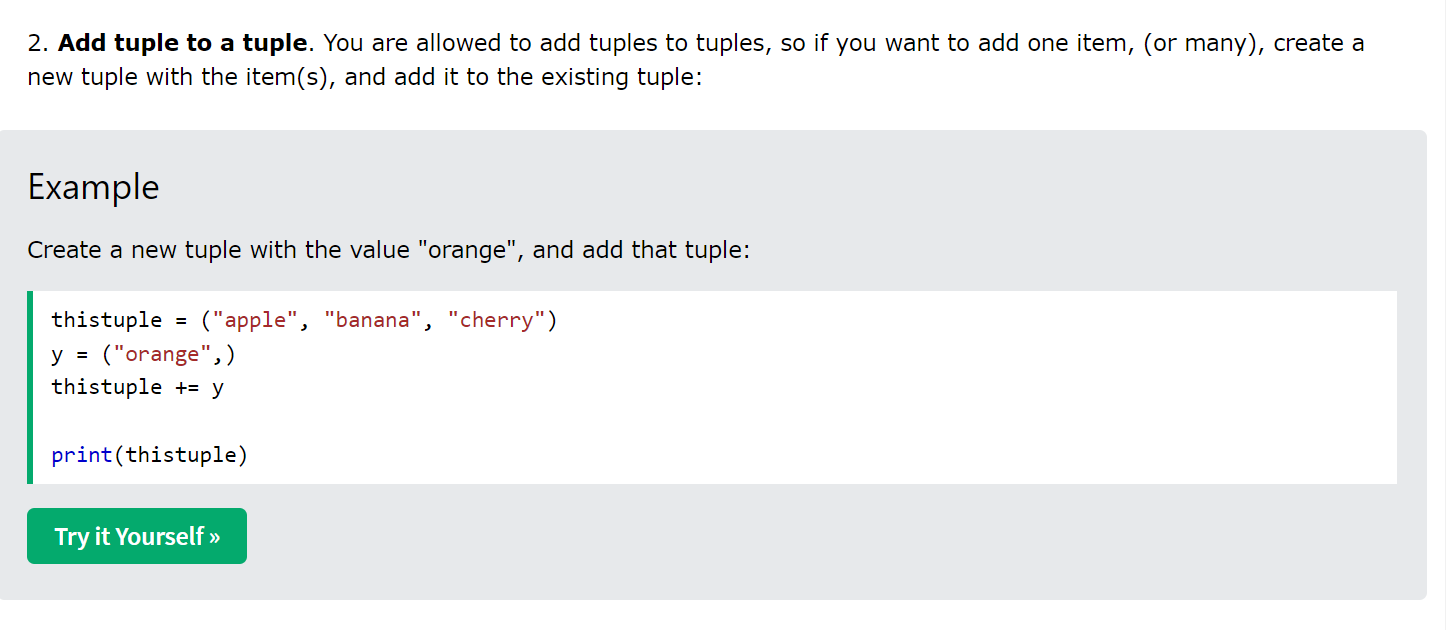 2. Add tuple to a tuple. You are allowed to add tuples to tuples, so if you want to add one item, (or many), create a
new tuple with the item(s), and add it to the existing tuple:
Example
Create a new tuple with the value "orange", and add that tuple:
thistuple = ("apple", "banana", "cherry")
y = ("orange",)
thistuple += y
print(thistuple)
Try it Yourself »